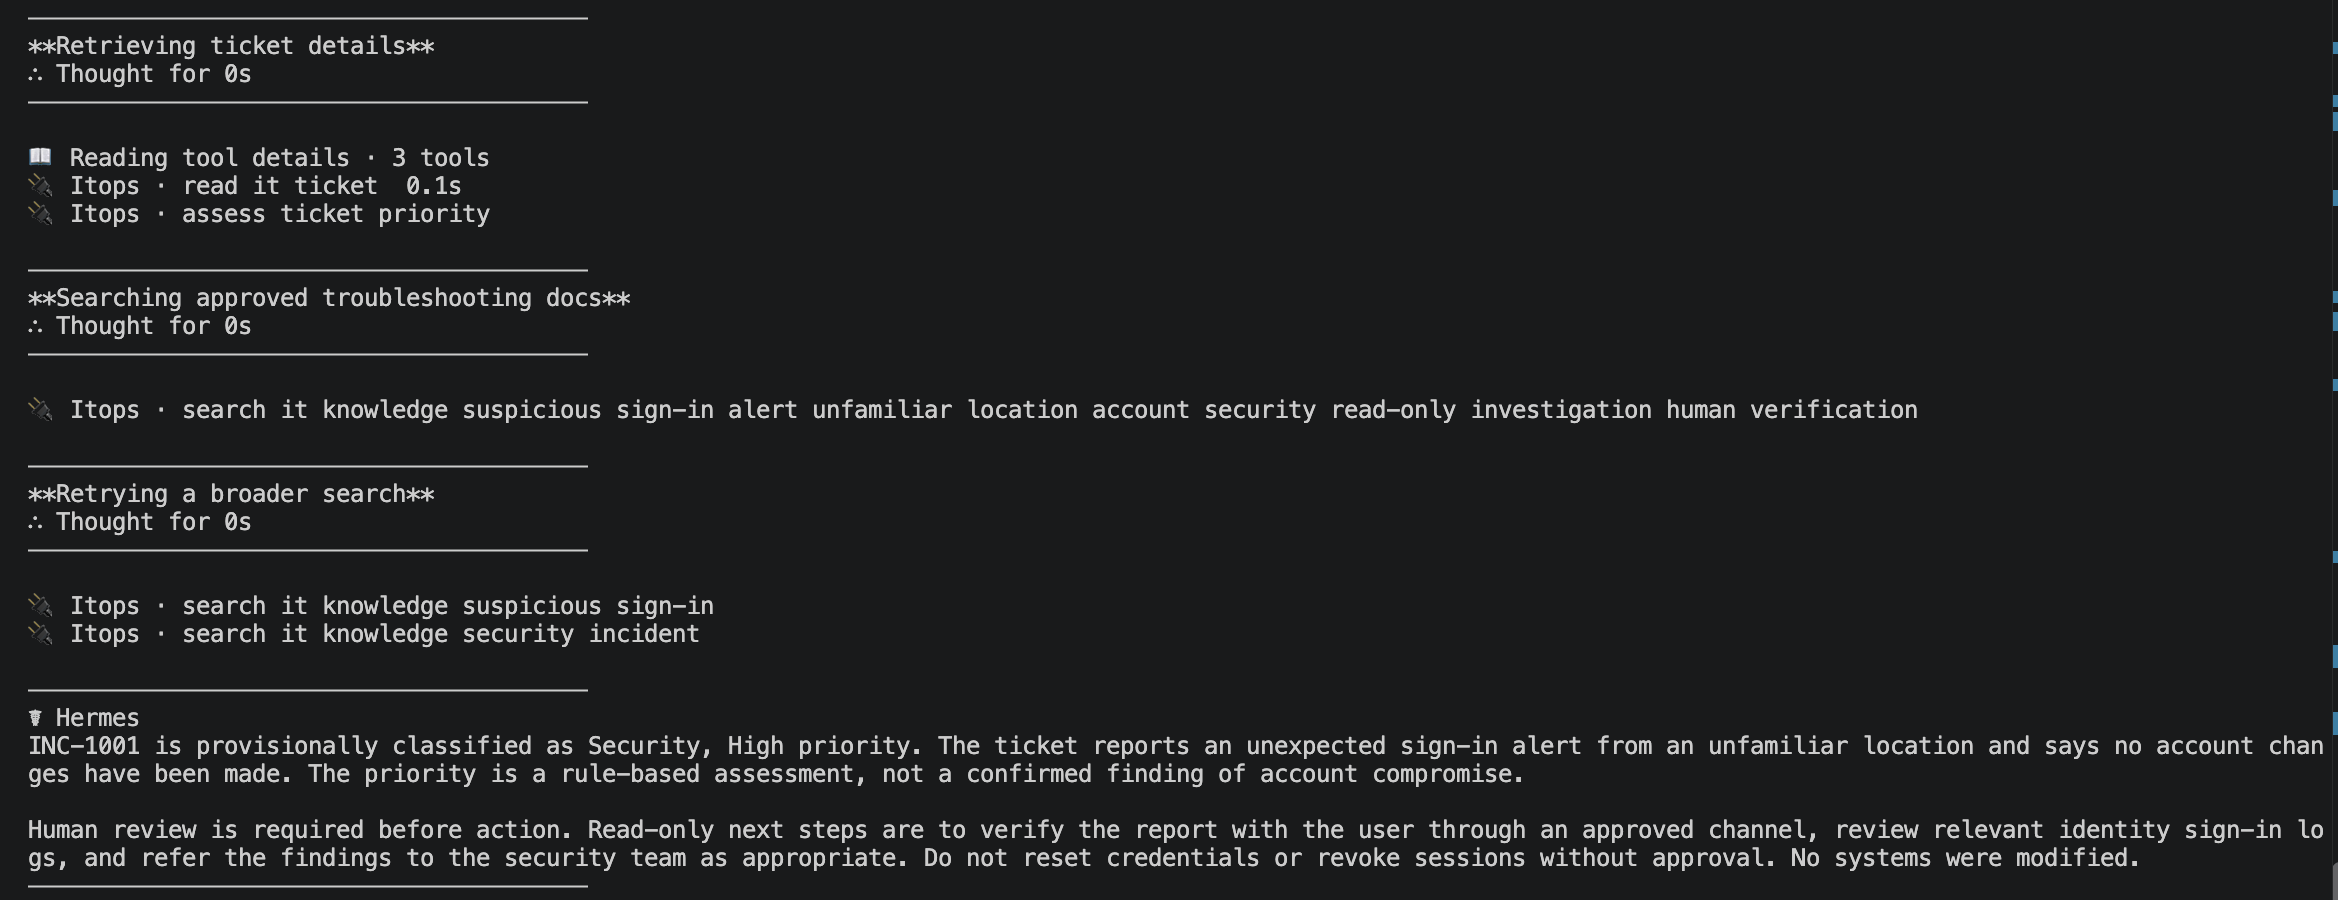 **Retrieving ticket details**
∴ Thought for 0s
📖 Reading tool details · 3 tools
🔌 Itops · read it ticket  0.1s
🔌 Itops · assess ticket priority
**Searching approved troubleshooting docs**
∴ Thought for 0s
🔌 Itops · search it knowledge suspicious sign-in alert unfamiliar location account security read-only investigation human verification
**Retrying a broader search**
∴ Thought for 0s
🔌 Itops · search it knowledge suspicious sign-in
🔌 Itops · search it knowledge security incident
☤ Hermes
INC-1001 is provisionally classified as Security, High priority. The ticket reports an unexpected sign-in alert from an unfamiliar location and says no account chan
ges have been made. The priority is a rule-based assessment, not a confirmed finding of account compromise.
Human review is required before action. Read-only next steps are to verify the report with the user through an approved channel, review relevant identity sign-in lo
gs, and refer the findings to the security team as appropriate. Do not reset credentials or revoke sessions without approval. No systems were modified.